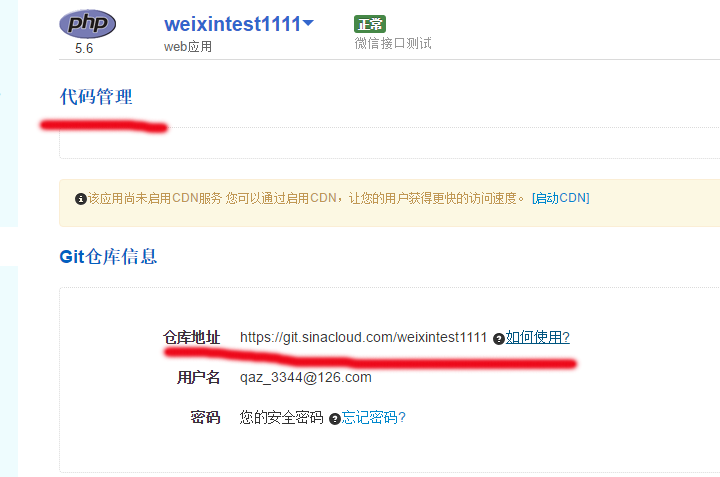 php weixintest1111 正常
5.6 web应用 微信接口测试
代码管理
该应用尚未启用CDN服务 您可以通过启用CDN，让您的用户获得更快的访问速度。 [启动CDN]
Git仓库信息
仓库地址 https://git.sinacloud.com/weixintest1111 ?如何使用?
用户名 qaz_3344@126.com
密码 您的安全密码 ?忘记密码?